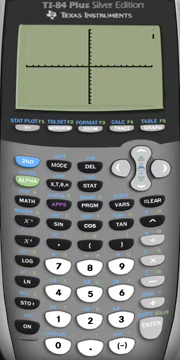 TI-84 Plus Silver Edition
TEXAS INSTRUMENTS
STAT PLOT F1 TBLSET F2 FORMAT F3 CALC F4 TABLE F5
Y= WINDOW ZOOM TRACE GRAPH
2ND MODE DEL
ALPHA X,T,θ,n STAT
MATH APPS PRGM VARS CLEAR
SIN COS TAN ^
, ( )
LOG 7 8 9
LN 4 5 6
STO 1 2 3
ON 0 . (-) ENTER